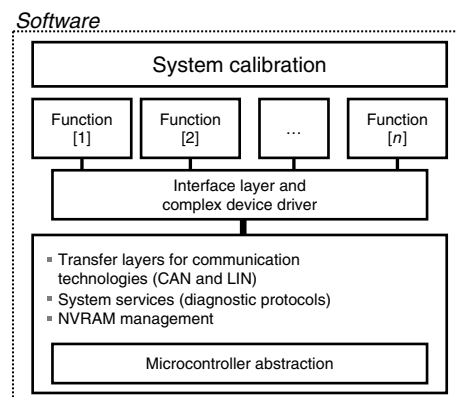 Software
System calibration
Function
[1]
Function
[2]
...
Function
[n]
Interface layer and
complex device driver
▪ Transfer layers for communication
technologies (CAN and LIN)
▪ System services (diagnostic protocols)
▪ NVRAM management
Microcontroller abstraction